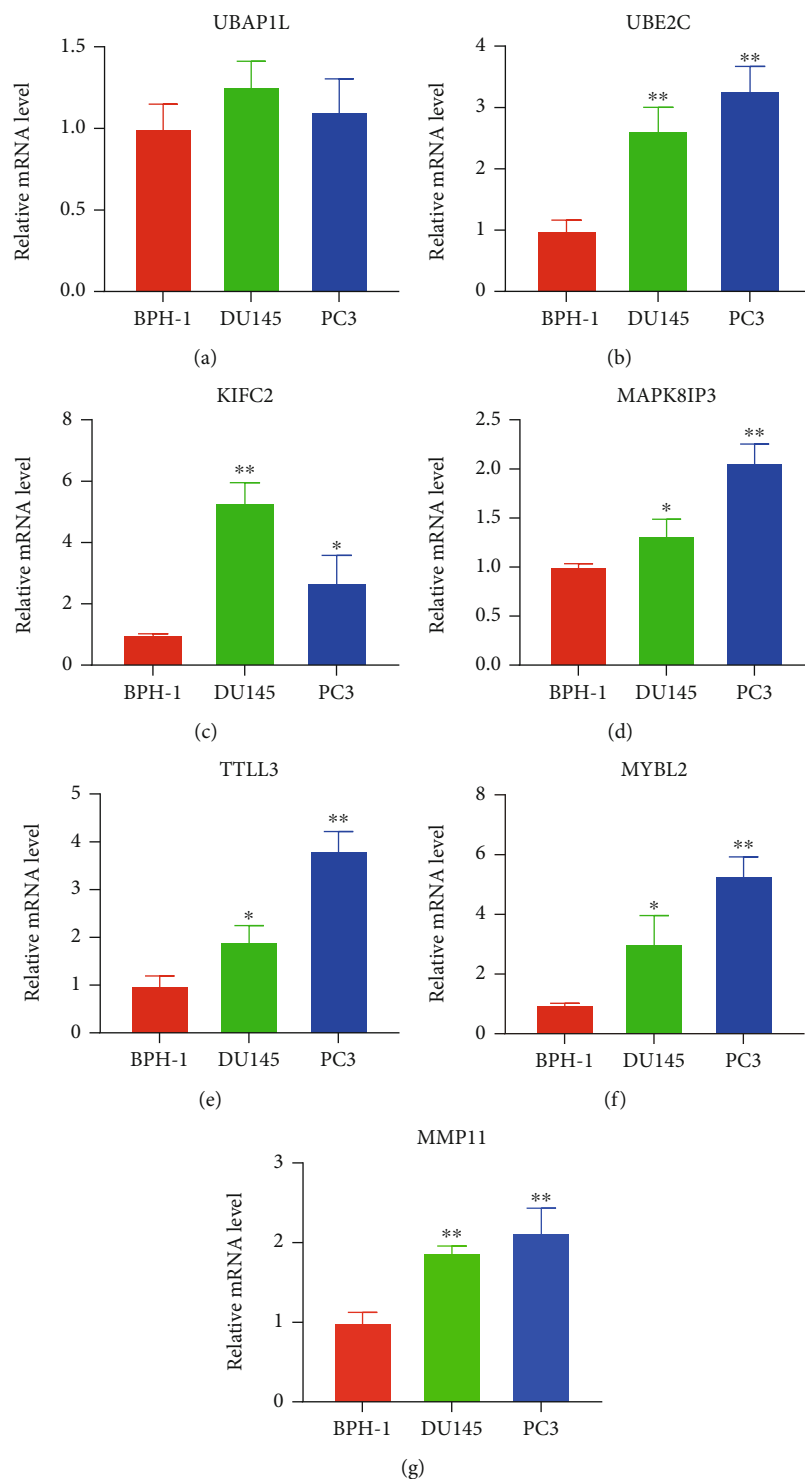 UBAP1L
Relative mRNA level
1.5
1.0
0.5
0.0
BPH-1 DU145 PC3
(a)
UBE2C
Relative mRNA level
4
3
2
1
0
** **
BPH-1 DU145 PC3
(b)
KIFC2
Relative mRNA level
8
6
4
2
0
** *
BPH-1 DU145 PC3
(c)
MAPK8IP3
Relative mRNA level
2.5
2.0
1.5
1.0
0.5
0.0
* **
BPH-1 DU145 PC3
(d)
TTLL3
Relative mRNA level
5
4
3
2
1
0
* **
BPH-1 DU145 PC3
(e)
MYBL2
Relative mRNA level
8
6
4
2
0
* **
BPH-1 DU145 PC3
(f)
MMP11
Relative mRNA level
3
2
1
0
** **
BPH-1 DU145 PC3
(g)